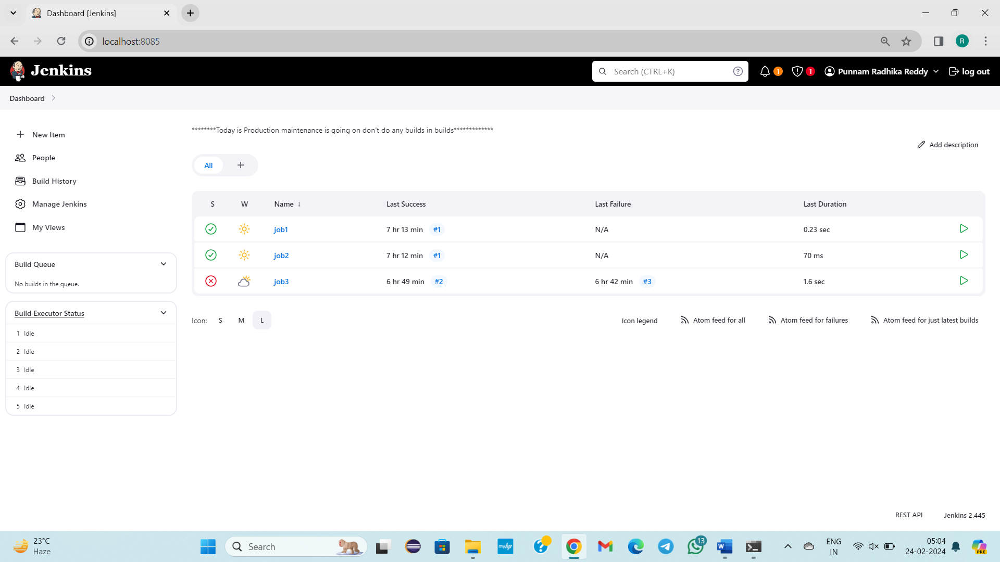 Dashboard [Jenkins]
localhost:8085
R
Jenkins
Search (CTRL+K)
1
1
Punnam Radhika Reddy
log out
Dashboard
New Item
People
Build History
Manage Jenkins
My Views
Build Queue
No builds in the queue.
Build Executor Status
1 Idle
2 Idle
3 Idle
4 Idle
5 Idle
********Today is Production maintenance is going on don't do any builds in builds*************
Add description
All +
S W Name ↓ Last Success Last Failure Last Duration
job1 7 hr 13 min #1 N/A 0.23 sec
job2 7 hr 12 min #1 N/A 70 ms
job3 6 hr 49 min #2 6 hr 42 min #3 1.6 sec
Icon: S M L
Icon legend Atom feed for all Atom feed for failures Atom feed for just latest builds
REST API Jenkins 2.445
23°C
Haze
Search
myhp
13
W
ENG
IN
05:04
24-02-2024
PRE